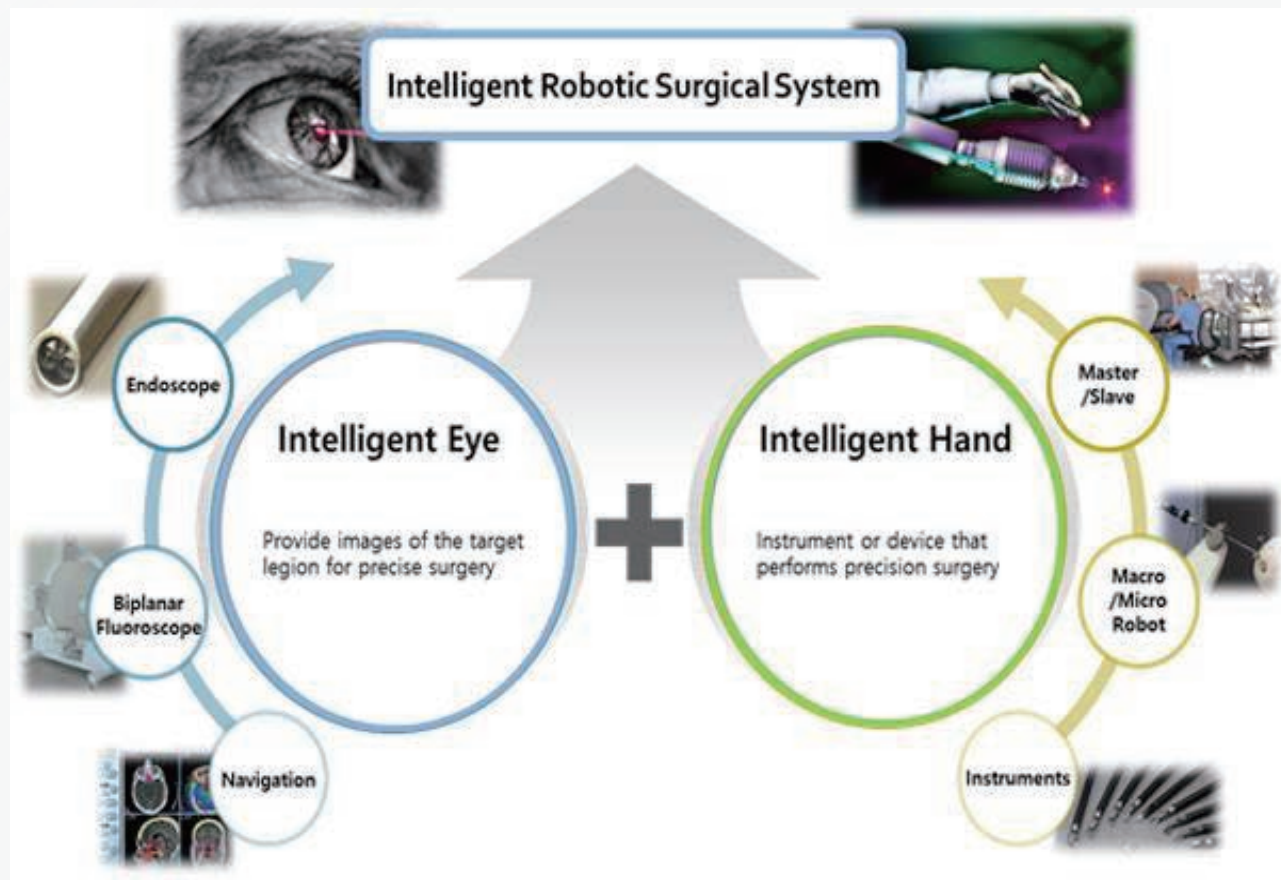 Intelligent Robotic Surgical System
Endoscope
Biplanar
Fluoroscope
Navigation
Intelligent Eye
Provide images of the target
legion for precise surgery
Intelligent Hand
Instrument or device that
performs precision surgery
Master
/Slave
Macro
/Micro
Robot
Instruments